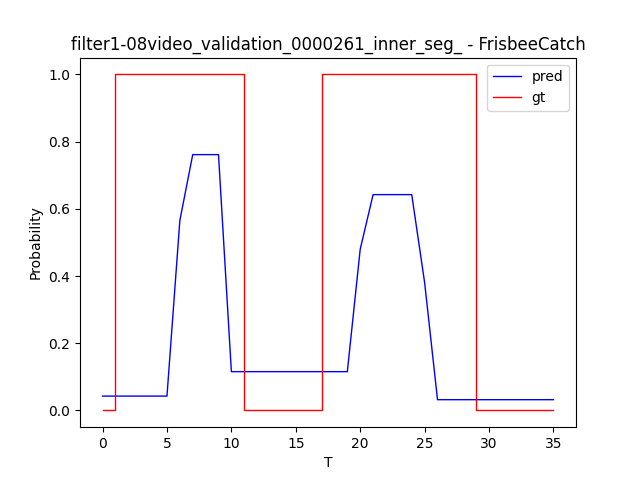 filter1-08video_validation_0000261_inner_seg_ - FrisbeeCatch
pred
gt
1.0
0.8
0.6
0.4
0.2
0.0
Probability
0 5 10 15 20 25 30 35
T